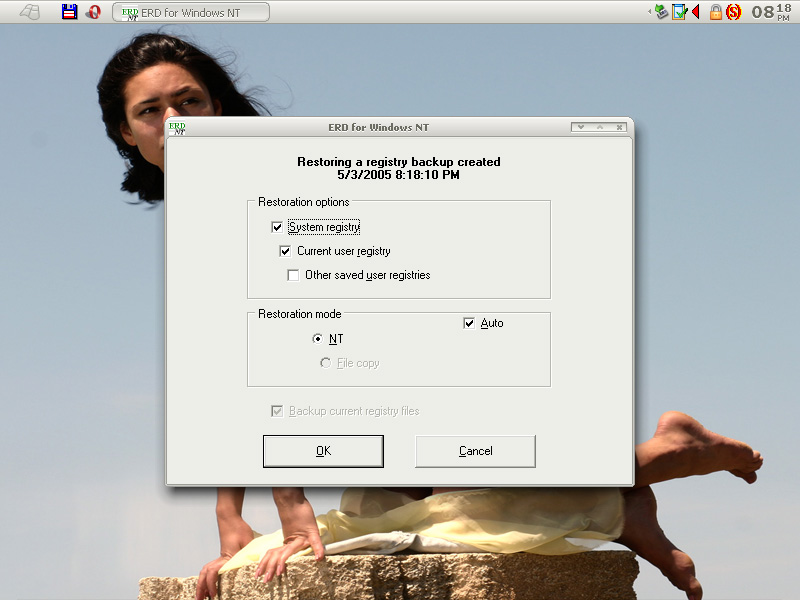 ERD NT ERD for Windows NT
08 18 PM
ERD NT ERD for Windows NT
Restoring a registry backup created
5/3/2005 8:18:10 PM
Restoration options
System registry
Current user registry
Other saved user registries
Restoration mode
Auto
NT
File copy
Backup current registry files
OK Cancel